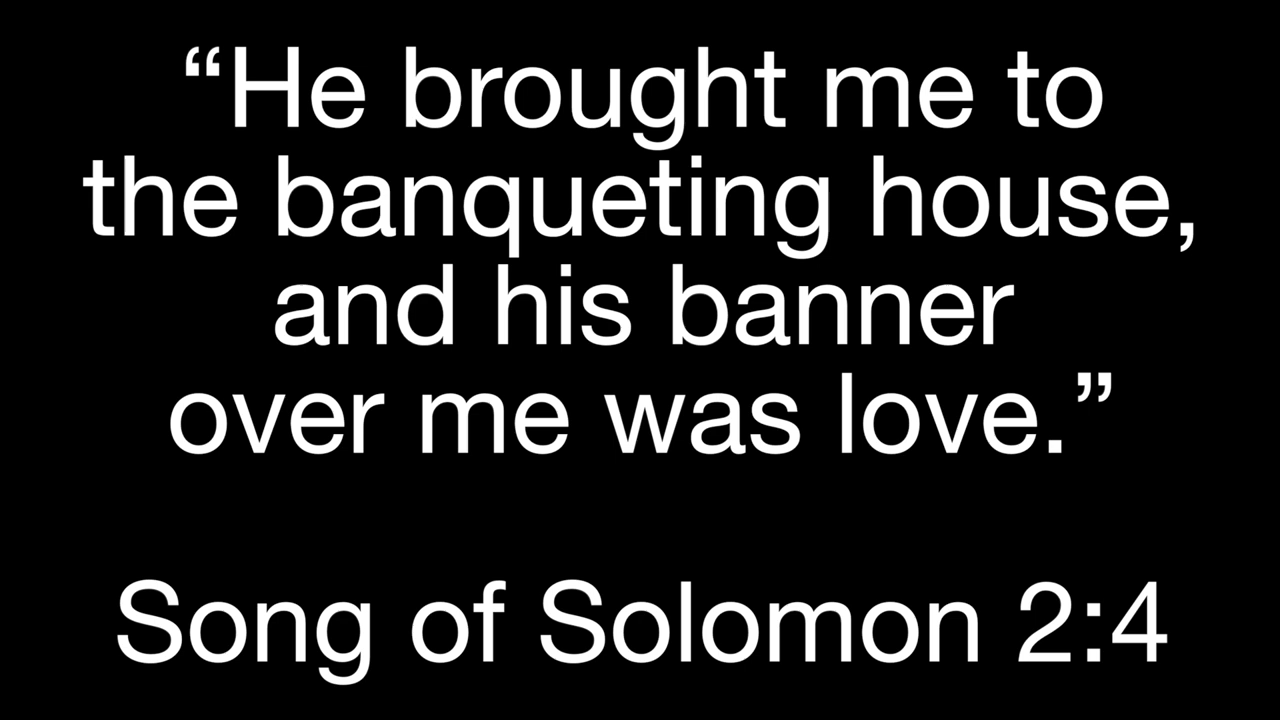 “He brought me to
the banqueting house,
and his banner
over me was love.”
Song of Solomon 2:4